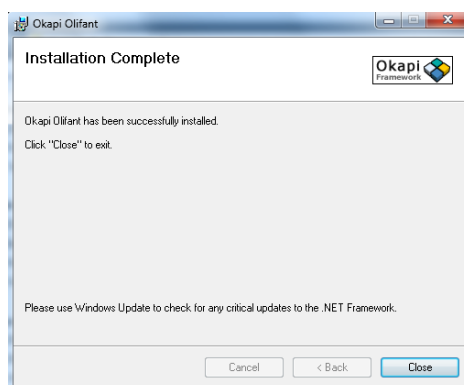 Okapi Olifant
Installation Complete
Okapi
Framework
Okapi Olifant has been successfully installed.
Click "Close" to exit.
Please use Windows Update to check for any critical updates to the .NET Framework.
Cancel
< Back
Close